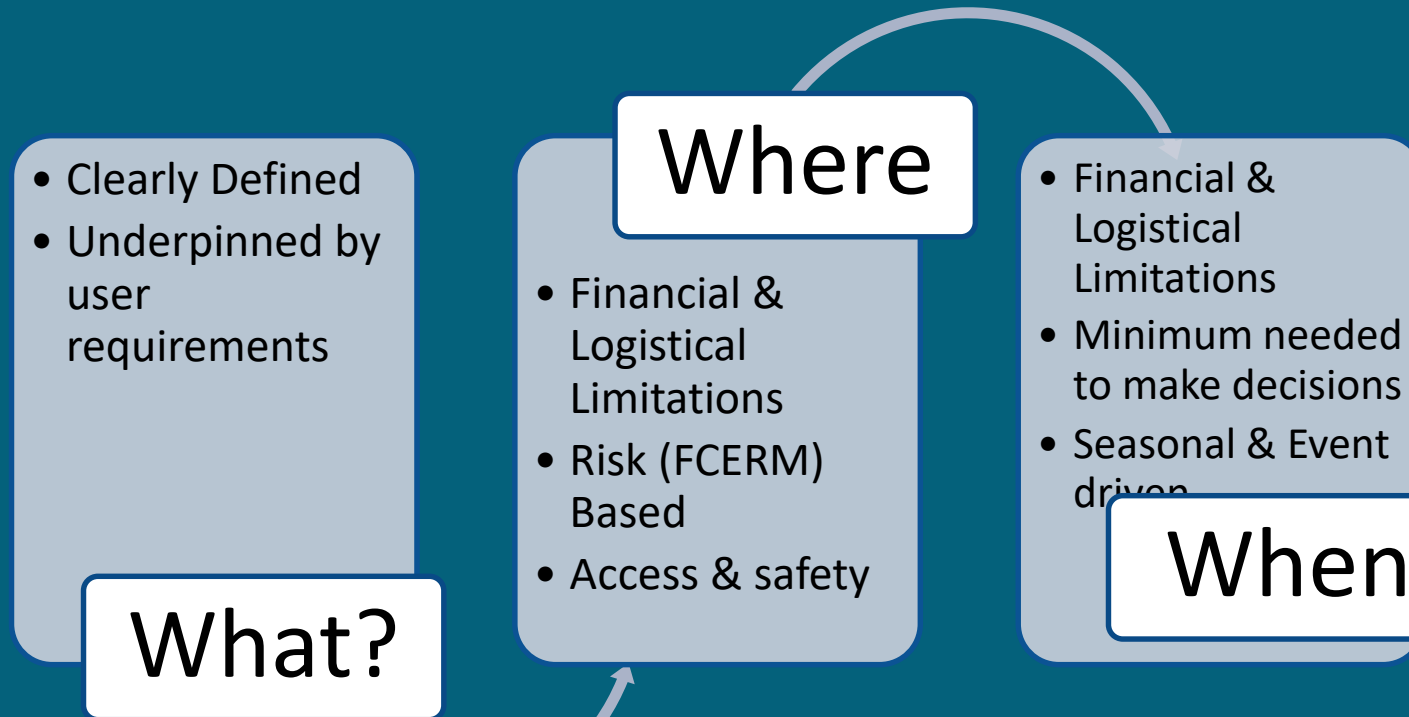 • Clearly Defined
• Underpinned by
user
requirements
What?
Where
• Financial &
Logistical
Limitations
• Risk (FCERM)
Based
• Access & safety
• Financial &
Logistical
Limitations
• Minimum needed
to make decisions
• Seasonal & Event
driven
When